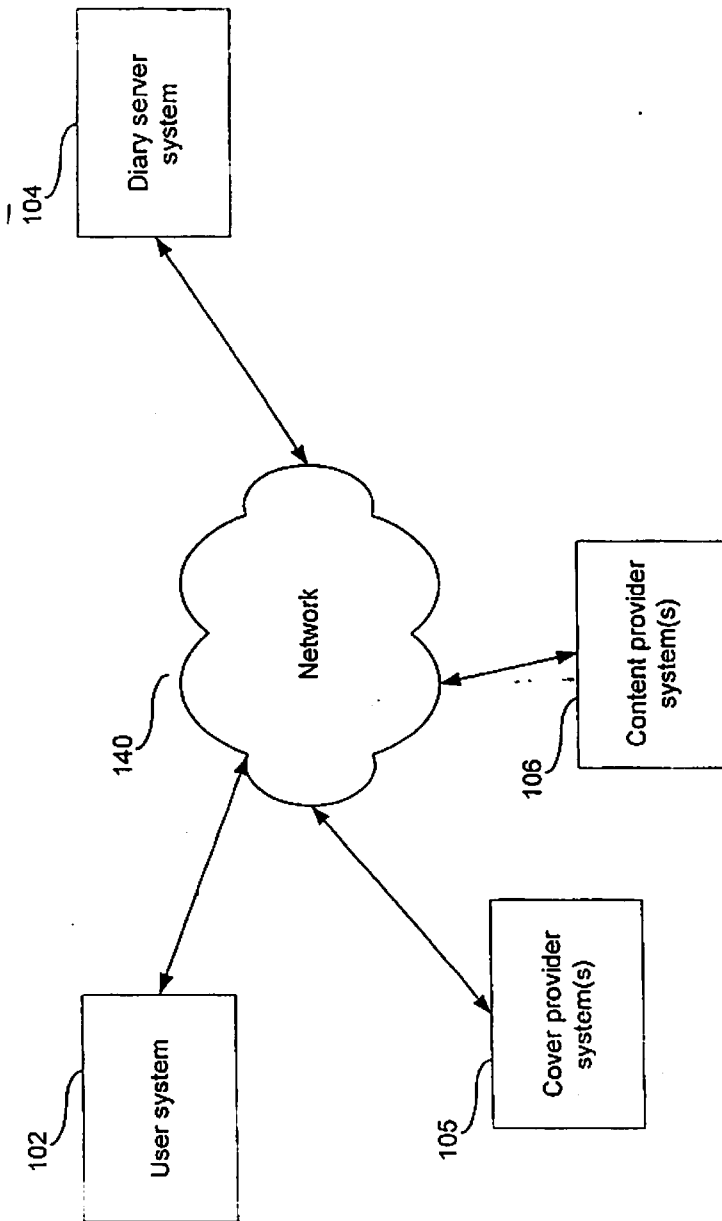 102
User system
140
Network
104
Diary server
system
105
Cover provider
system(s)
106
Content provider
system(s)